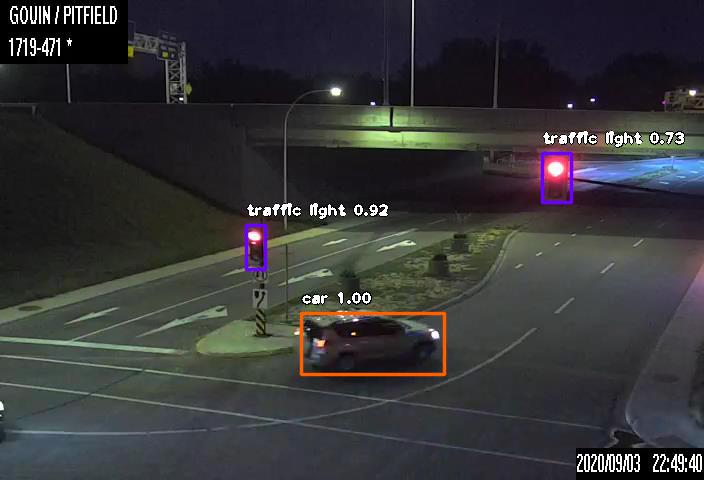 GOUIN / PITFIELD
1719-471 *
traffic light 0.73
traffic light 0.92
car 1.00
2020/09/03 22:49:40